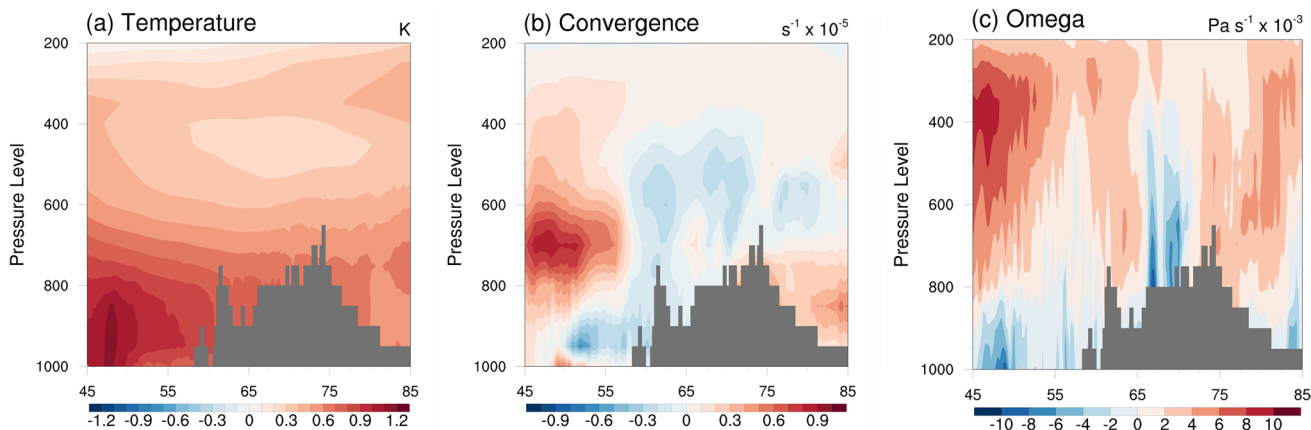 (a) Temperature K
200
400
600
800
1000
Pressure Level
45 55 65 75 85
-1.2 -0.9 -0.6 -0.3 0 0.3 0.6 0.9 1.2
(b) Convergence s⁻¹ x 10⁻⁵
200
400
600
800
1000
Pressure Level
45 55 65 75 85
-0.9 -0.6 -0.3 0 0.3 0.6 0.9
(c) Omega Pa s⁻¹ x 10⁻³
200
400
600
800
1000
Pressure Level
45 55 65 75 85
-10 -8 -6 -4 -2 0 2 4 6 8 10